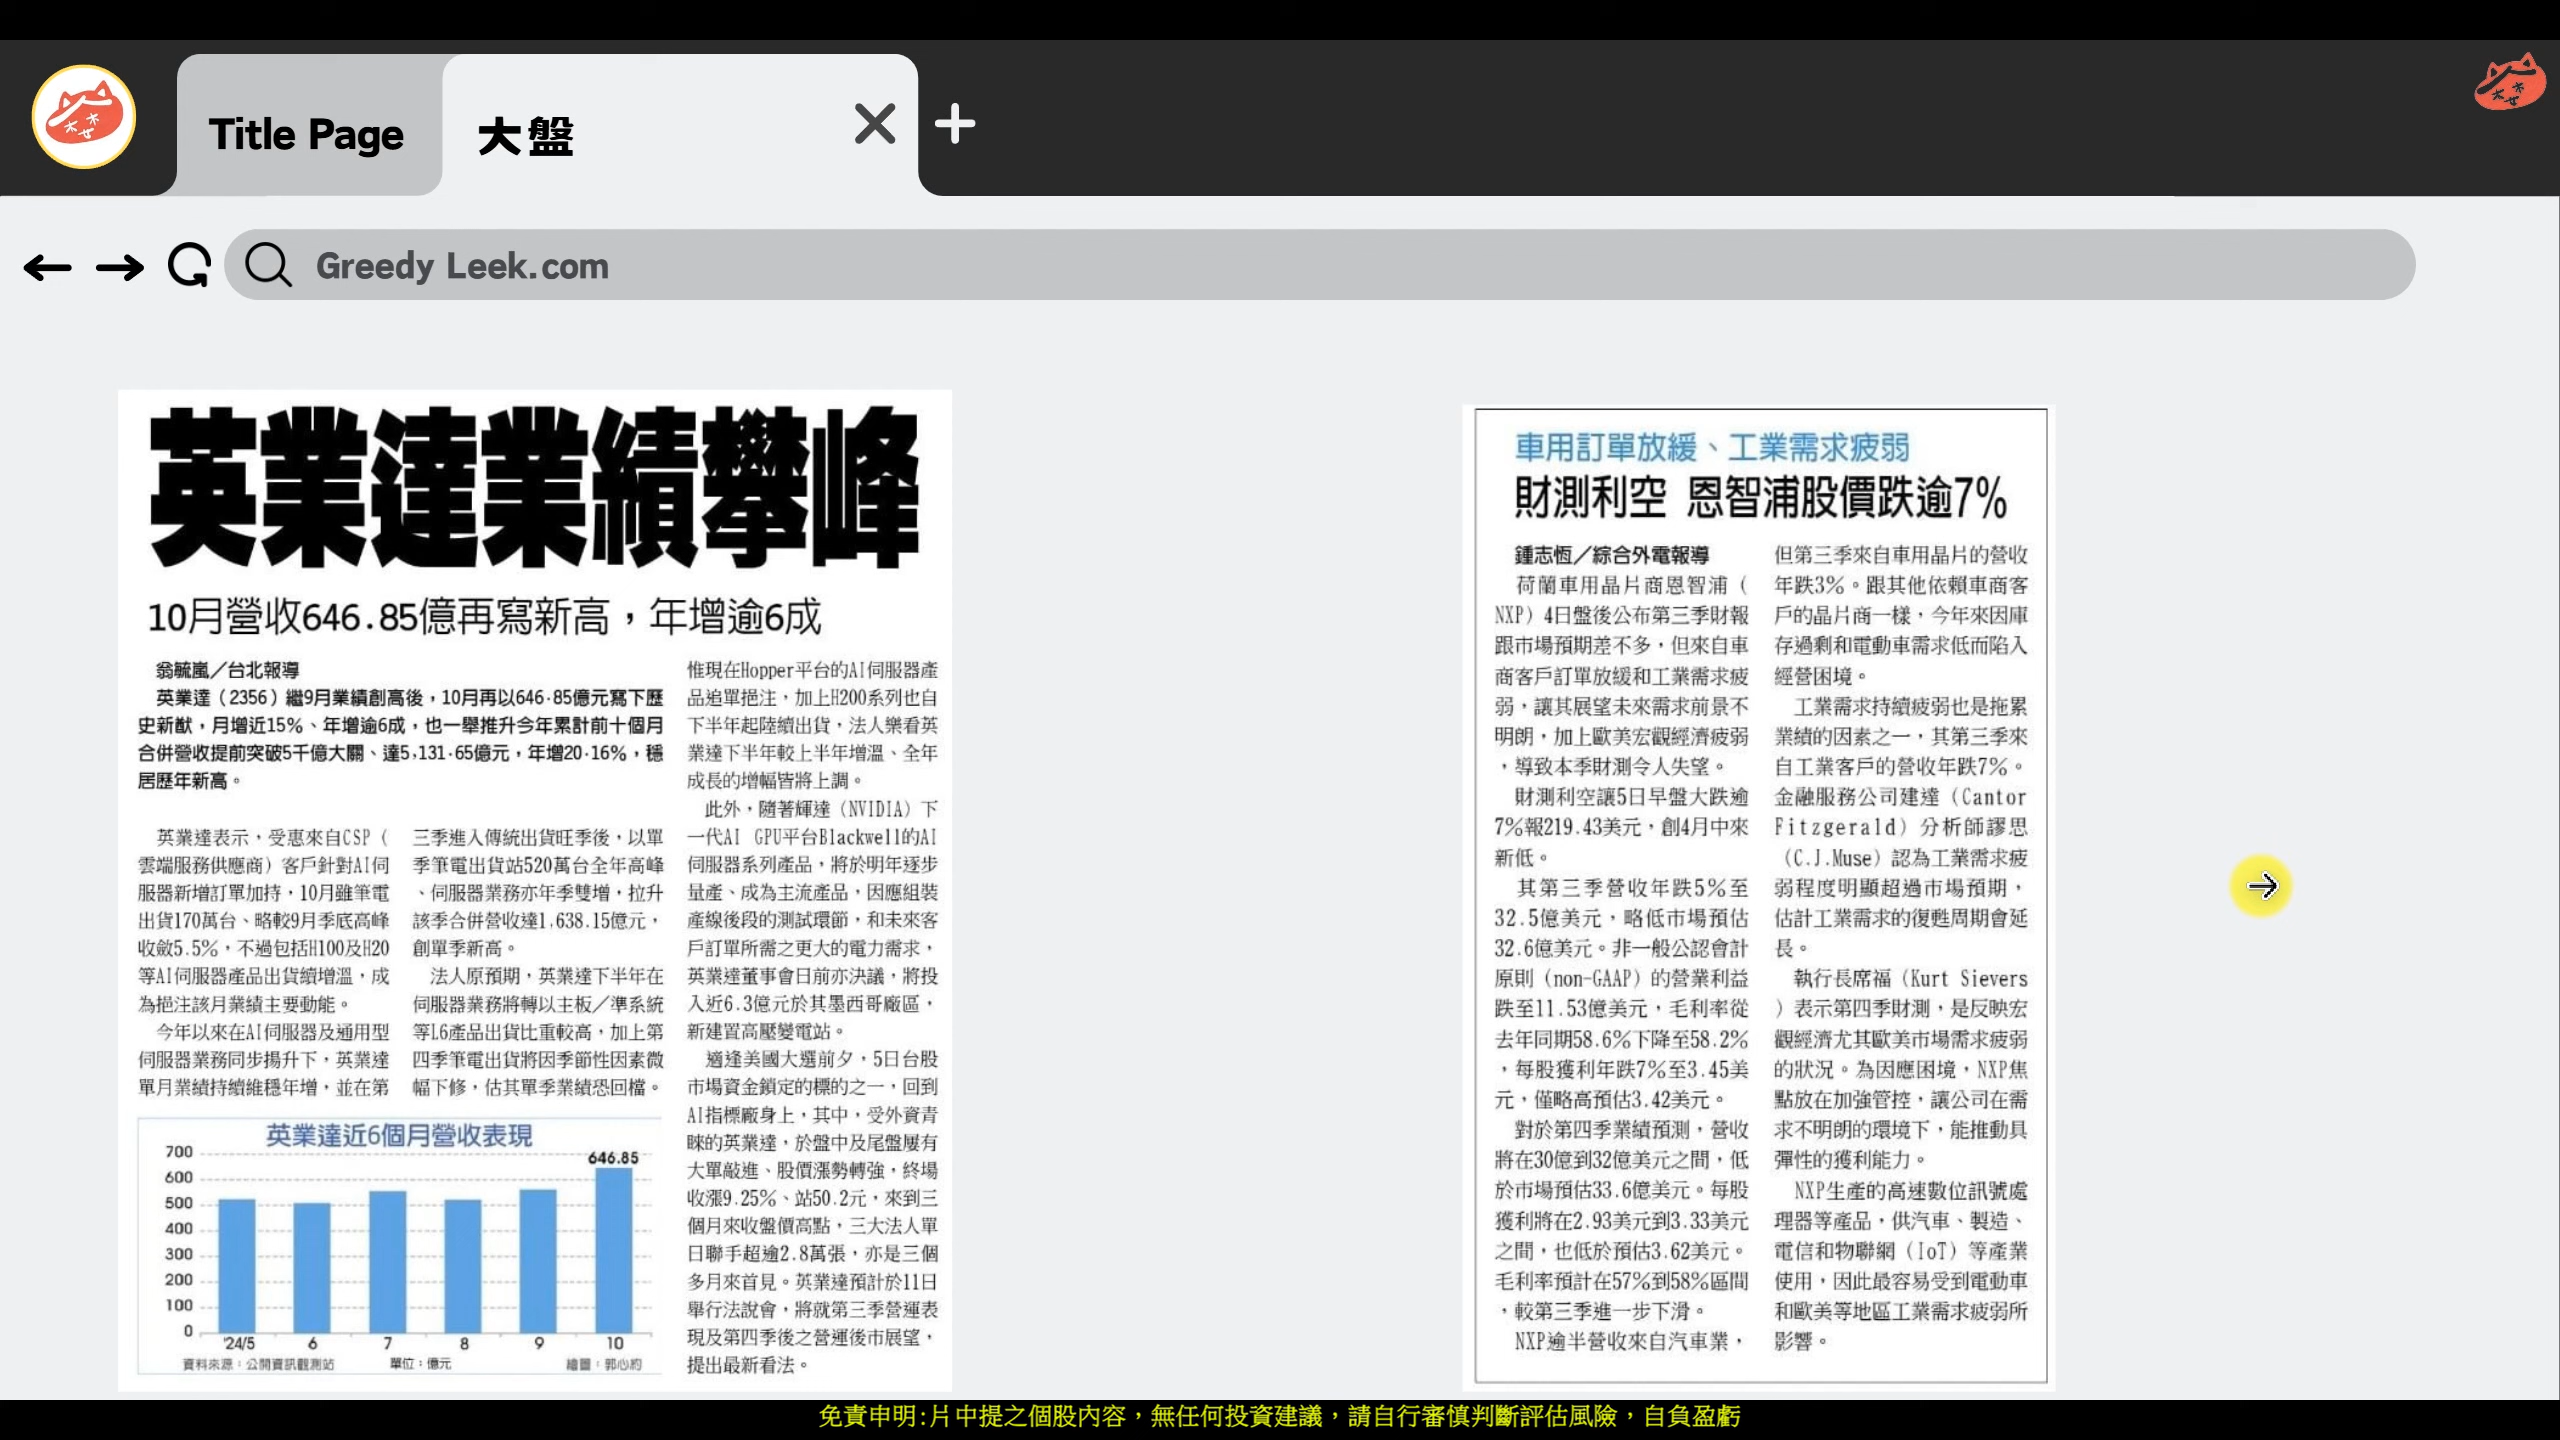 Title Page
大盤
Greedy Leek.com
英業達業績攀峰
10月營收646.85億再寫新高，年增逾6成
翁毓嵐／台北報導
英業達（2356）繼9月業績創高後，10月再以646.85億元寫下歷
史新猷，月增近15%、年增逾6成，也一舉推升今年累計前十個月
合併營收提前突破5千億大關、達5,131.65億元，年增20.16%，穩
居歷年新高。
英業達表示，受惠來自CSP（
雲端服務供應商）客戶針對AI伺
服器新增訂單加持，10月雖筆電
出貨170萬台、略較9月季底高峰
收斂5.5%，不過包括H100及H20
等AI伺服器產品出貨續增溫，成
為挹注該月業績主要動能。
今年以來在AI伺服器及通用型
伺服器業務同步揚升下，英業達
單月業績持續維穩年增，並在第
三季進入傳統出貨旺季後，以單
季筆電出貨站520萬台全年高峰
、伺服器業務亦年季雙增，拉升
該季合併營收達1,638.15億元，
創單季新高。
法人原預期，英業達下半年在
伺服器業務將轉以主板／準系統
等L6產品出貨比重較高，加上第
四季筆電出貨將因季節性因素微
幅下修，估其單季業績恐回檔。
惟現在Hopper平台的AI伺服器產
品追單挹注，加上H200系列也自
下半年起陸續出貨，法人樂看英
業達下半年較上半年增溫、全年
成長的增幅皆將上調。
此外，隨著輝達（NVIDIA）下
一代AI GPU平台Blackwell的AI
伺服器系列產品，將於明年逐步
量產、成為主流產品，因應組裝
產線後段的測試環節，和未來客
戶訂單所需之更大的電力需求，
英業達董事會日前亦決議，將投
入近6.3億元於其墨西哥廠區，
新建置高壓變電站。
適逢美國大選前夕，5日台股
市場資金鎖定的標的之一，回到
AI指標廠身上，其中，受外資青
睞的英業達，於盤中及尾盤屢有
大單敲進、股價漲勢轉強，終場
收漲9.25%、站50.2元，來到三
個月來收盤價高點，三大法人單
日聯手超逾2.8萬張，亦是三個
多月來首見。英業達預計於11日
舉行法說會，將就第三季營運表
現及第四季後之營運後市展望，
提出最新看法。
英業達近6個月營收表現
700
600
500
400
300
200
100
0
646.85
'24/5
6
7
8
9
10
資料來源：公開資訊觀測站
單位：億元
繪圖：郭心約
車用訂單放緩、工業需求疲弱
財測利空 恩智浦股價跌逾7%
鍾志恆／綜合外電報導
荷蘭車用晶片商恩智浦（
NXP）4日盤後公布第三季財報
跟市場預期差不多，但來自車
商客戶訂單放緩和工業需求疲
弱，讓其展望未來需求前景不
明朗，加上歐美宏觀經濟疲弱
，導致本季財測令人失望。
財測利空讓5日早盤大跌逾
7%報219.43美元，創4月中來
新低。
其第三季營收年跌5%至
32.5億美元，略低市場預估
32.6億美元。非一般公認會計
原則（non-GAAP）的營業利益
跌至11.53億美元，毛利率從
去年同期58.6%下降至58.2%
，每股獲利年跌7%至3.45美
元，僅略高預估3.42美元。
對於第四季業績預測，營收
將在30億到32億美元之間，低
於市場預估33.6億美元。每股
獲利將在2.93美元到3.33美元
之間，也低於預估3.62美元。
毛利率預計在57%到58%區間
，較第三季進一步下滑。
NXP逾半營收來自汽車業，
但第三季來自車用晶片的營收
年跌3%。跟其他依賴車商客
戶的晶片商一樣，今年來因庫
存過剩和電動車需求低而陷入
經營困境。
工業需求持續疲弱也是拖累
業績的因素之一，其第三季來
自工業客戶的營收年跌7%。
金融服務公司建達（Cantor
Fitzgerald）分析師謬思
（C.J.Muse）認為工業需求疲
弱程度明顯超過市場預期，
估計工業需求的復甦周期會延
長。
執行長席福（Kurt Sievers
）表示第四季財測，是反映宏
觀經濟尤其歐美市場需求疲弱
的狀況。為因應困境，NXP焦
點放在加強管控，讓公司在需
求不明朗的環境下，能推動具
彈性的獲利能力。
NXP生產的高速數位訊號處
理器等產品，供汽車、製造、
電信和物聯網（IoT）等產業
使用，因此最容易受到電動車
和歐美等地區工業需求疲弱所
影響。
免責申明:片中提之個股內容，無任何投資建議，請自行審慎判斷評估風險，自負盈虧